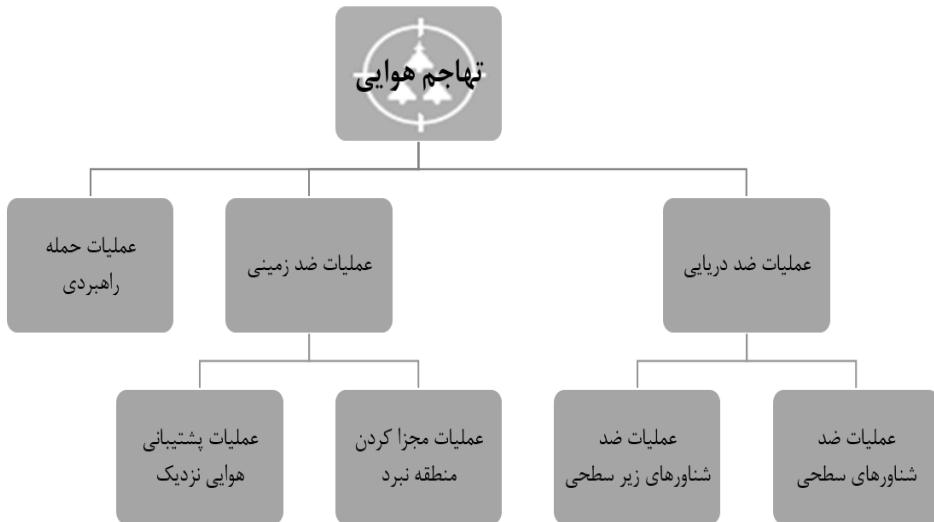 تهاجم هوایی
عملیات ضد دریایی
عملیات ضد زمینی
عملیات حمله
راهبردی
عملیات ضد
شناورهای سطحی
عملیات ضد
شناورهای زیر سطحی
عملیات مجزا کردن
منطقه نبرد
عملیات پشتیبانی
هوایی نزدیک